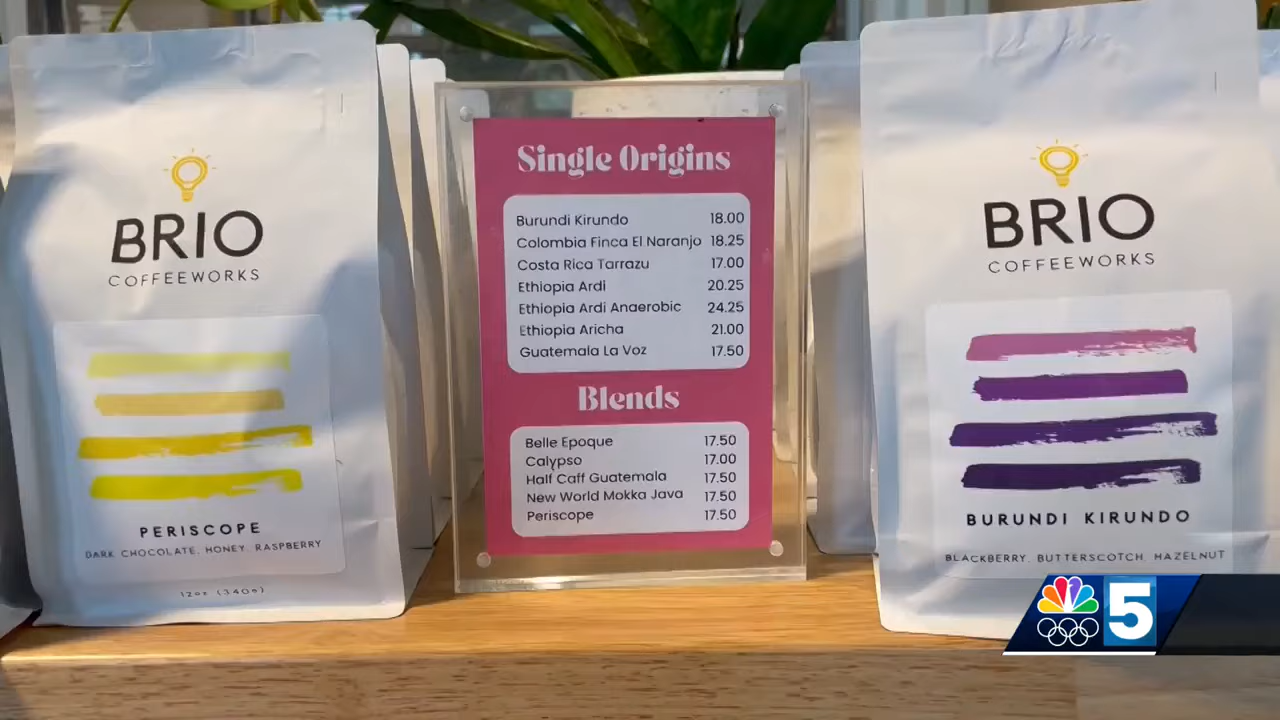 BRIO
COFFEEWORKS
PERISCOPE
DARK CHOCOLATE, HONEY, RASPBERRY
12oz (340g)
Single Origins
Burundi Kirundo 18.00
Colombia Finca El Naranjo 18.25
Costa Rica Tarrazu 17.00
Ethiopia Ardi 20.25
Ethiopia Ardi Anaerobic 24.25
Ethiopia Aricha 21.00
Guatemala La Voz 17.50
Blends
Belle Epoque 17.50
Calypso 17.00
Half Caff Guatemala 17.50
New World Mokka Java 17.50
Periscope 17.50
BRIO
COFFEEWORKS
BURUNDI KIRUNDO
BLACKBERRY, BUTTERSCOTCH, HAZELNUT
5